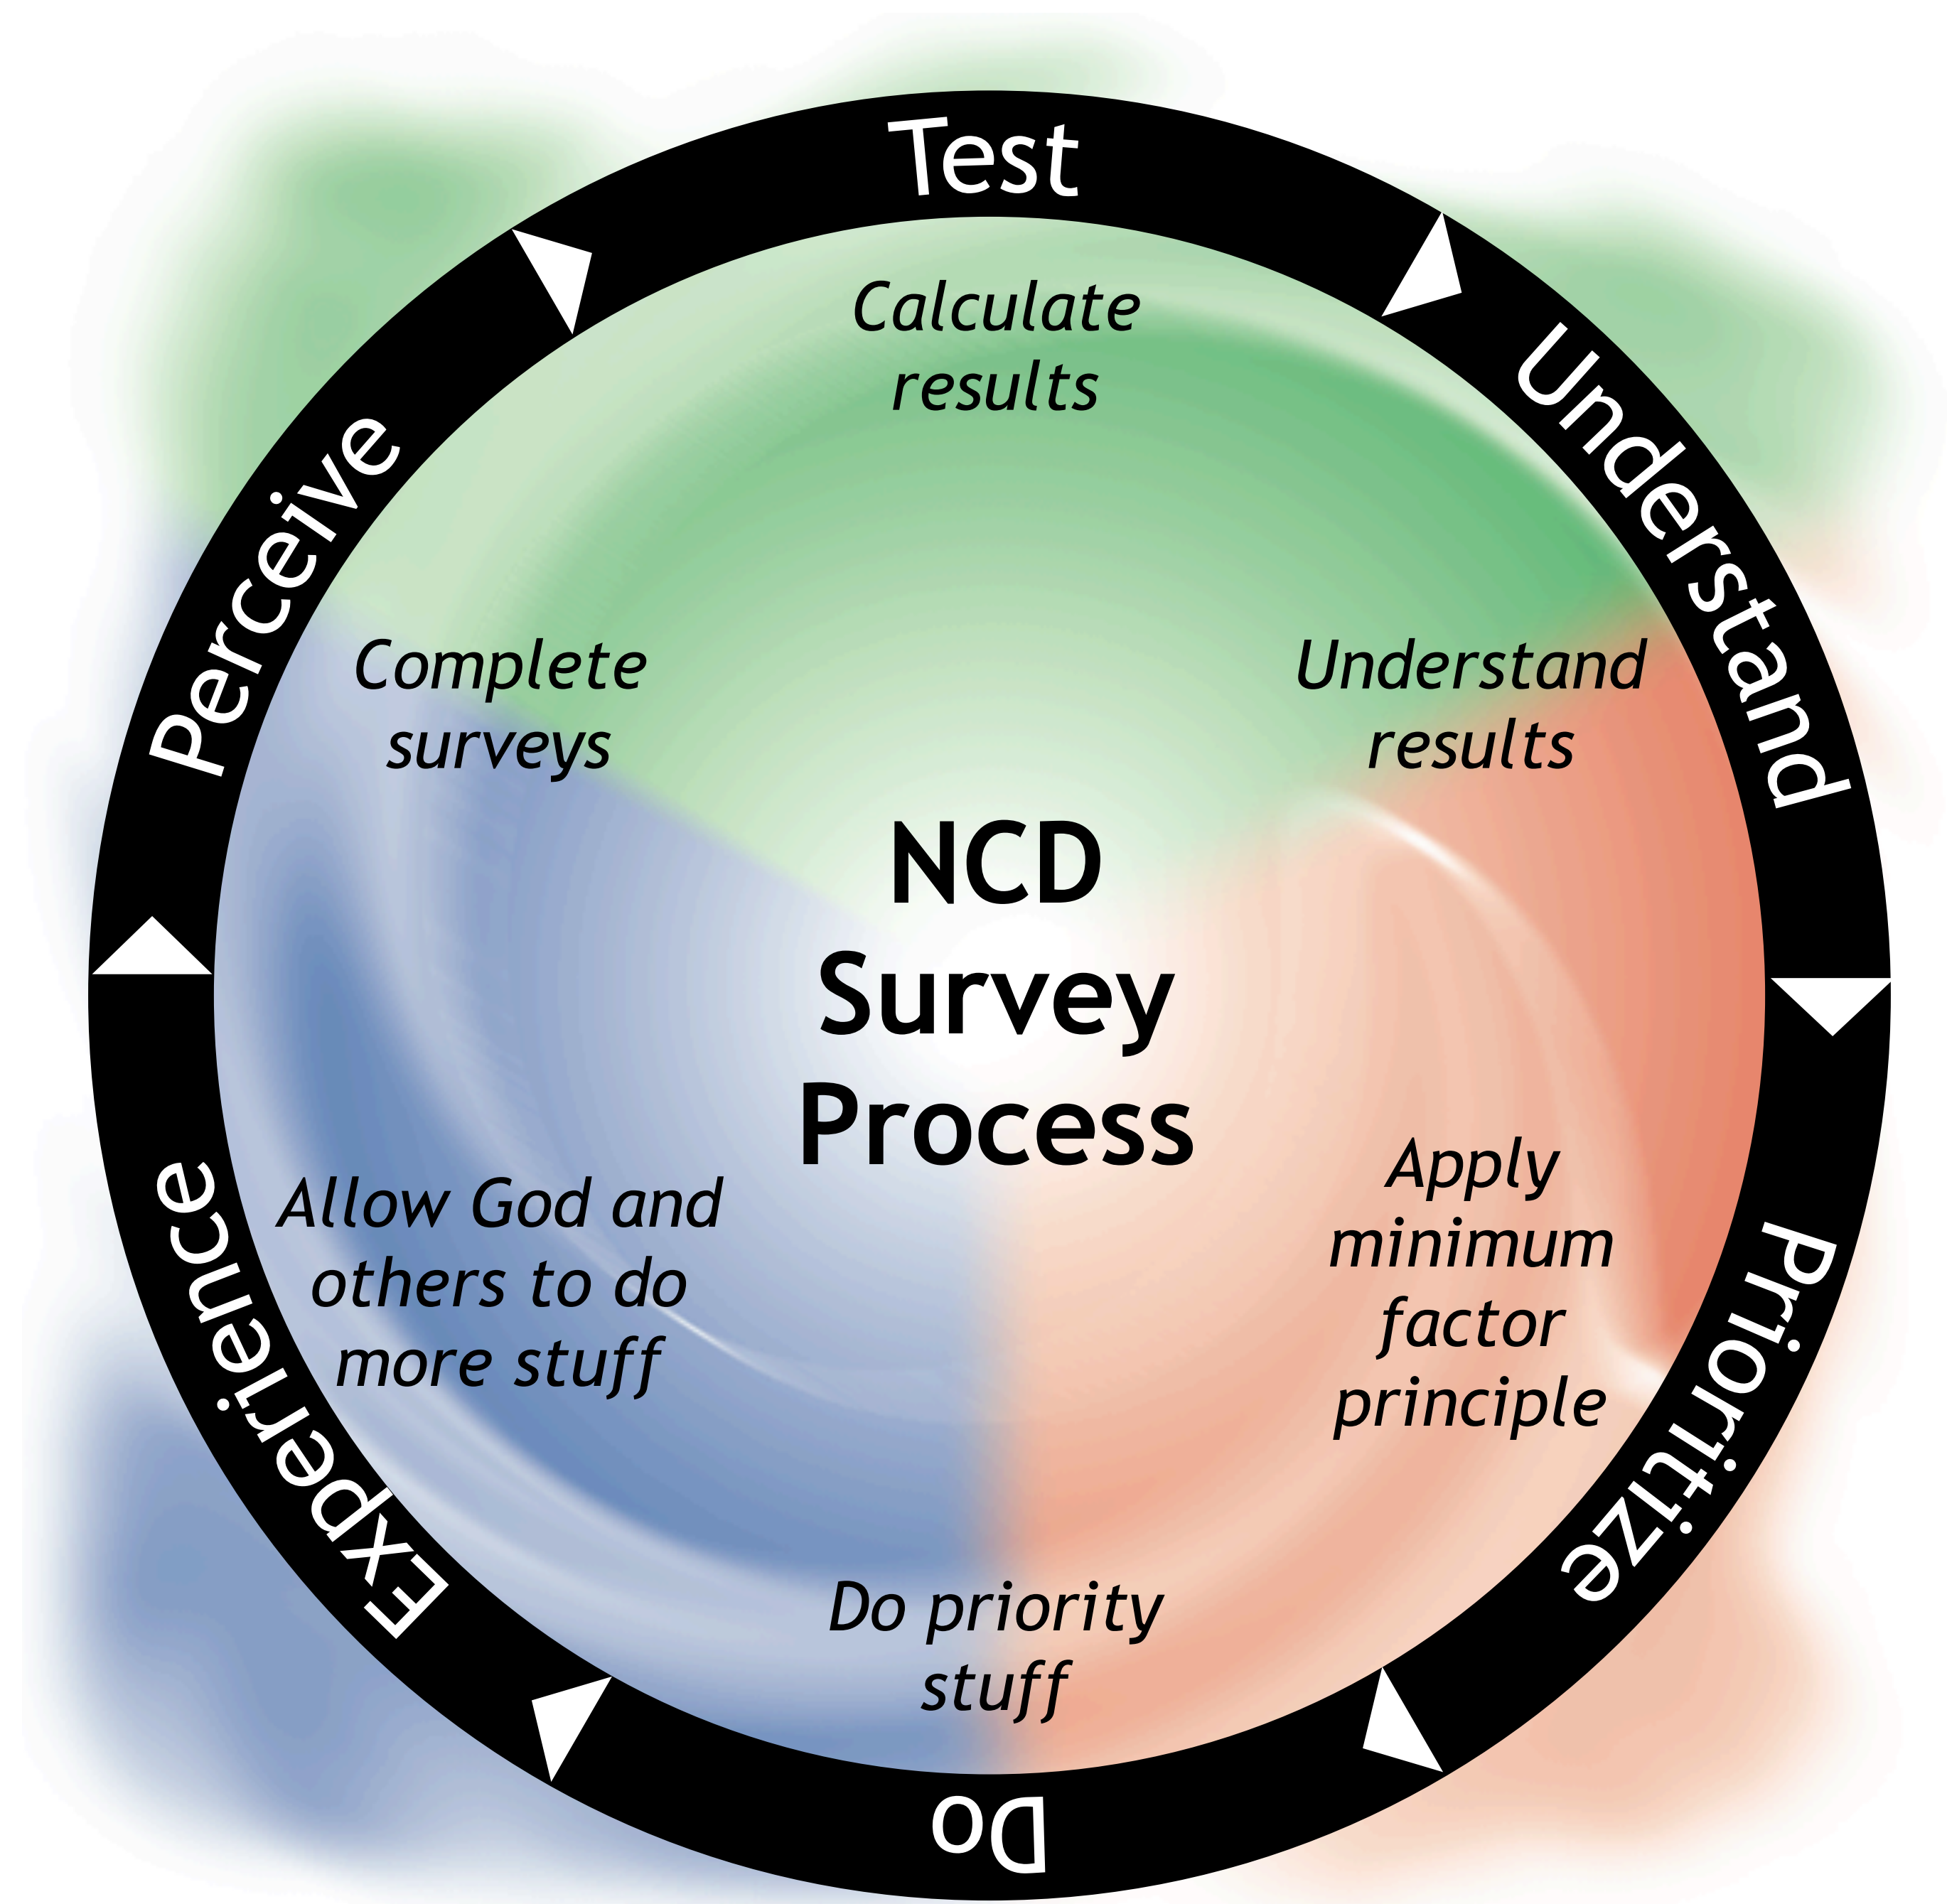 Test
Understand
Prioritize
Do
Experience
Perceive
Calculate
results
Understand
results
Apply
minimum
factor
principle
Do priority
stuff
Allow God and
others to do
more stuff
Complete
surveys
NCD
Survey
Process